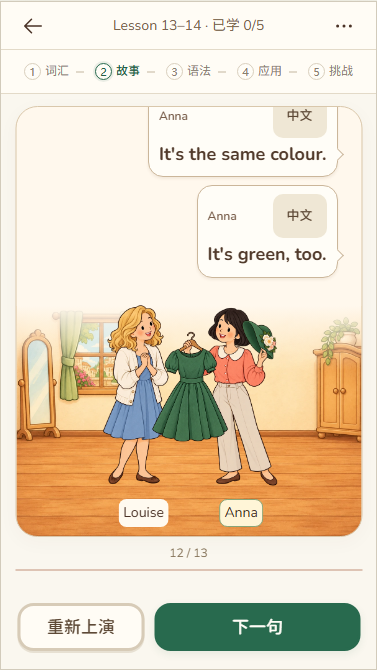 Lesson 13–14 · 已学 0/5
1 词汇 – 2 故事 – 3 语法 – 4 应用 – 5 挑战
Anna 中文
It's the same colour.
Anna 中文
It's green, too.
Louise Anna
12 / 13
重新上演 下一句